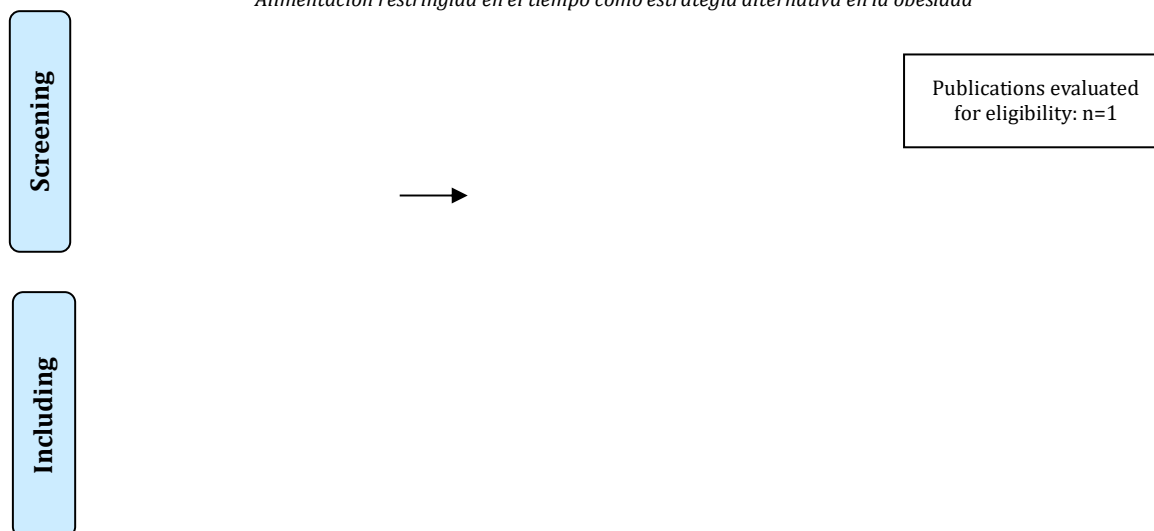 Alimentación restringida en el tiempo como estrategia alternativa en la obesidad
Screening
Publications evaluated
for eligibility: n=1
Including